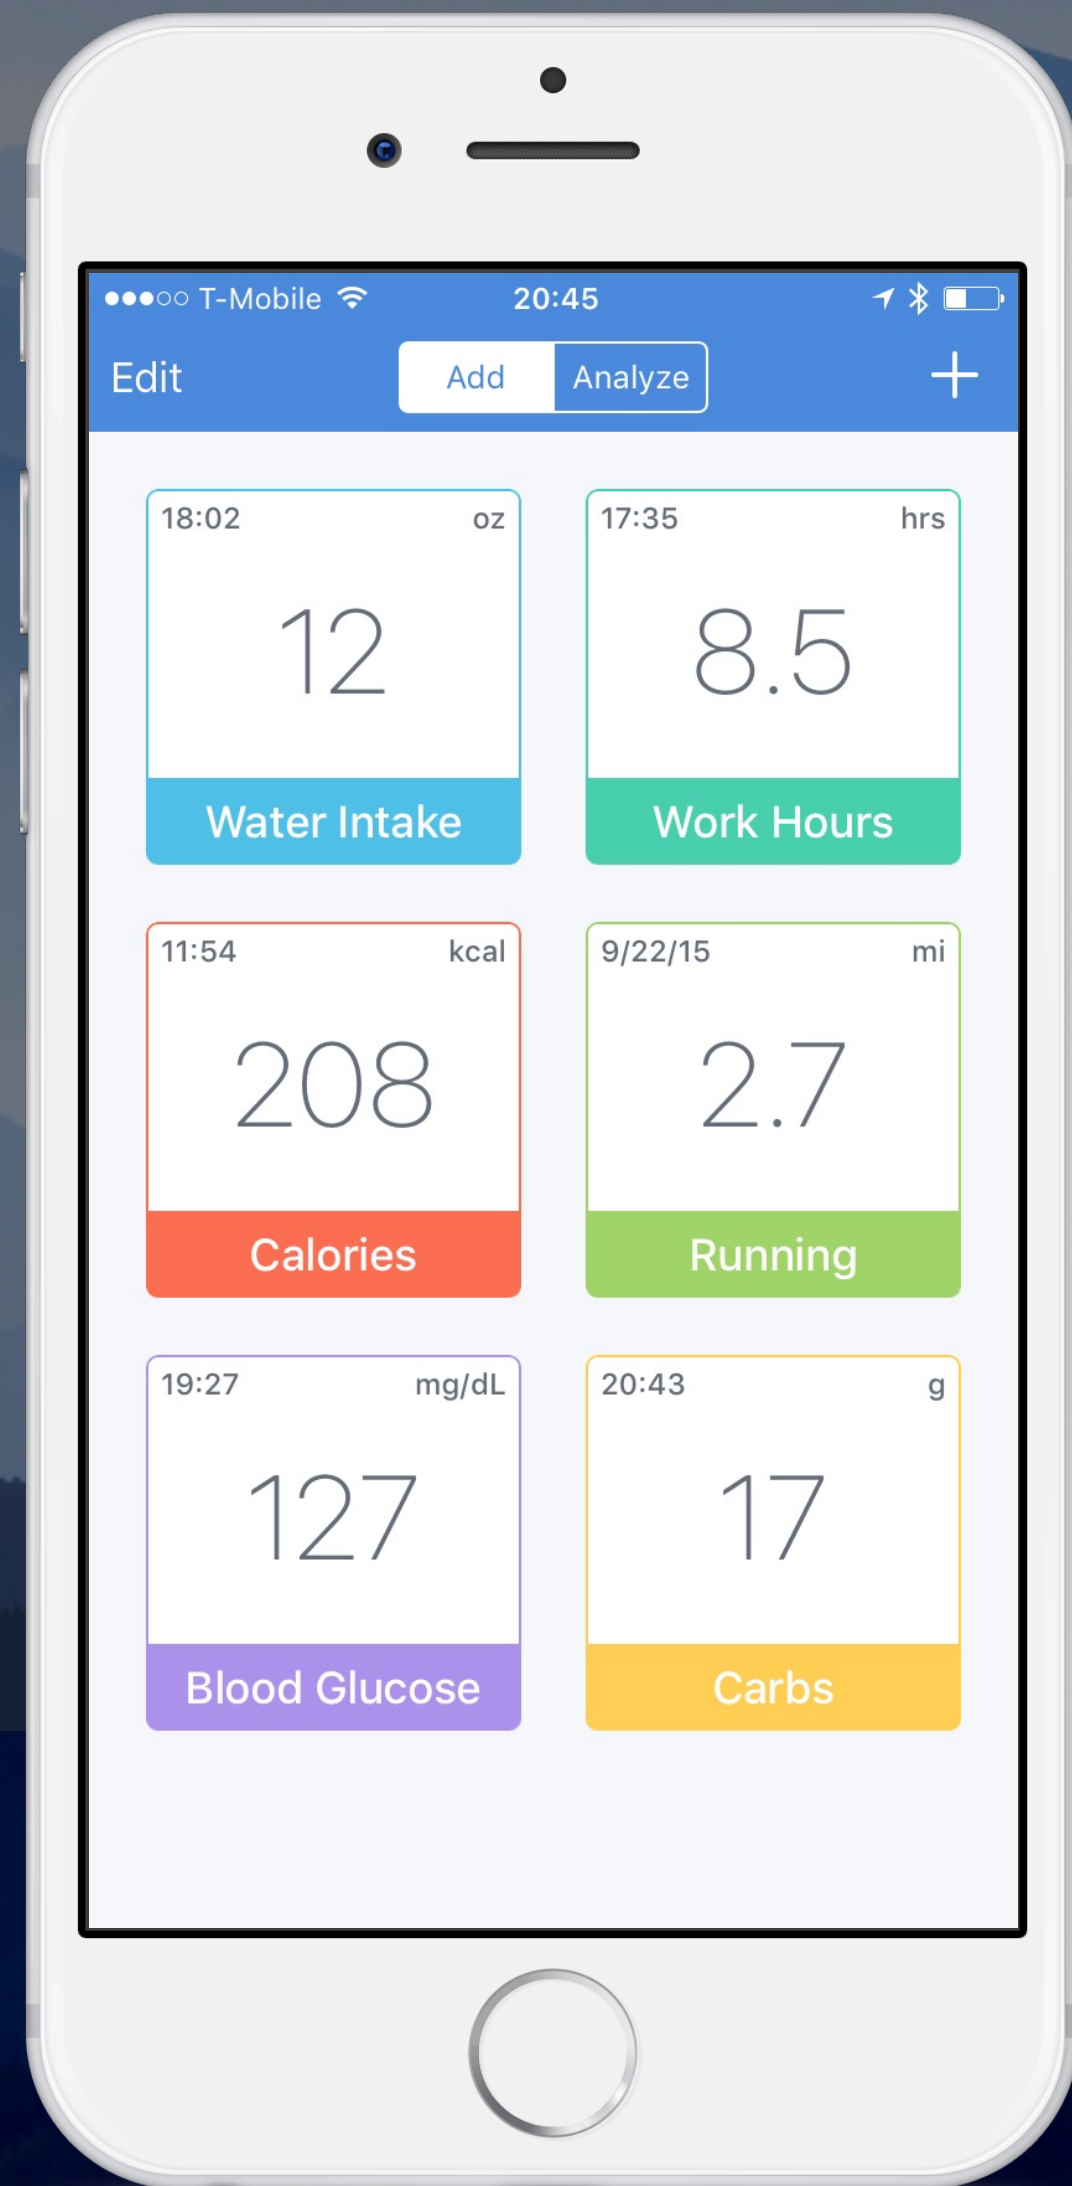 T-Mobile 20:45
Edit Add Analyze +
18:02 oz
12
Water Intake
17:35 hrs
8.5
Work Hours
11:54 kcal
208
Calories
9/22/15 mi
2.7
Running
19:27 mg/dL
127
Blood Glucose
20:43 g
17
Carbs